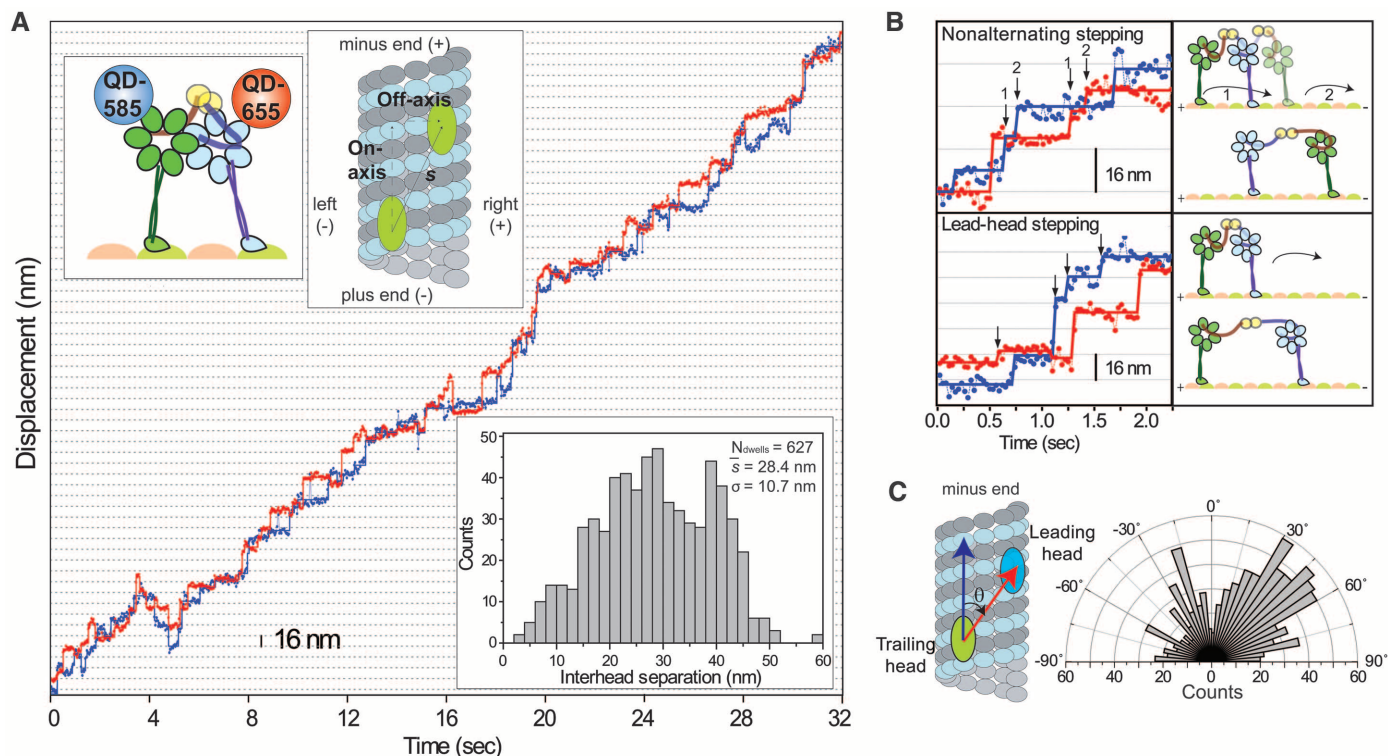 A
Displacement (nm)
QD-
585
QD-
655
minus end (+)
Off-axis
On-
axis
s
left
(-)
right
(+)
plus end (-)
16 nm
50
40
30
20
10
0
Counts
N dwells = 627
s̅ = 28.4 nm
σ = 10.7 nm
0 10 20 30 40 50 60
Interhead separation (nm)
0 4 8 12 16 20 24 28 32
Time (sec)
B
Nonalternating stepping
1
2
1
2
16 nm
1
2
+
-
+
-
Lead-head stepping
16 nm
+
-
+
-
0.0 0.5 1.0 1.5 2.0
Time (sec)
C
minus end
Leading
head
θ
Trailing
head
0°
-30°
30°
-60°
60°
-90°
90°
60 40 20 0 20 40 60
Counts